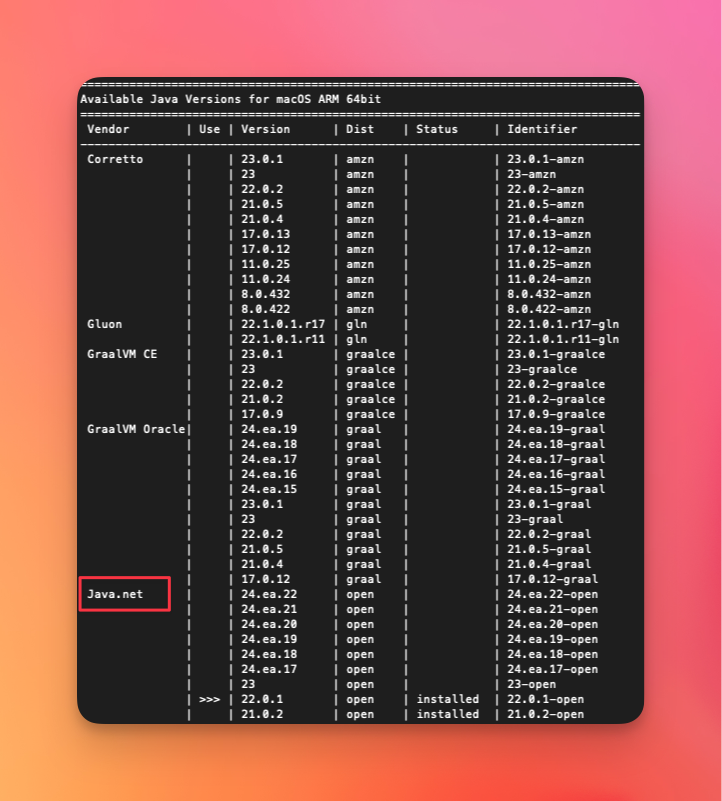 ================================================================================
Available Java Versions for macOS ARM 64bit
================================================================================
 Vendor        | Use | Version      | Dist    | Status     | Identifier
--------------------------------------------------------------------------------
 Corretto      |     | 23.0.1       | amzn    |            | 23.0.1-amzn
               |     | 23           | amzn    |            | 23-amzn
               |     | 22.0.2       | amzn    |            | 22.0.2-amzn
               |     | 21.0.5       | amzn    |            | 21.0.5-amzn
               |     | 21.0.4       | amzn    |            | 21.0.4-amzn
               |     | 17.0.13      | amzn    |            | 17.0.13-amzn
               |     | 17.0.12      | amzn    |            | 17.0.12-amzn
               |     | 11.0.25      | amzn    |            | 11.0.25-amzn
               |     | 11.0.24      | amzn    |            | 11.0.24-amzn
               |     | 8.0.432      | amzn    |            | 8.0.432-amzn
               |     | 8.0.422      | amzn    |            | 8.0.422-amzn
 Gluon         |     | 22.1.0.1.r17 | gln     |            | 22.1.0.1.r17-gln
               |     | 22.1.0.1.r11 | gln     |            | 22.1.0.1.r11-gln
 GraalVM CE    |     | 23.0.1       | graalce |            | 23.0.1-graalce
               |     | 23           | graalce |            | 23-graalce
               |     | 22.0.2       | graalce |            | 22.0.2-graalce
               |     | 21.0.2       | graalce |            | 21.0.2-graalce
               |     | 17.0.9       | graalce |            | 17.0.9-graalce
 GraalVM Oracle|     | 24.ea.19     | graal   |            | 24.ea.19-graal
               |     | 24.ea.18     | graal   |            | 24.ea.18-graal
               |     | 24.ea.17     | graal   |            | 24.ea.17-graal
               |     | 24.ea.16     | graal   |            | 24.ea.16-graal
               |     | 24.ea.15     | graal   |            | 24.ea.15-graal
               |     | 23.0.1       | graal   |            | 23.0.1-graal
               |     | 23           | graal   |            | 23-graal
               |     | 22.0.2       | graal   |            | 22.0.2-graal
               |     | 21.0.5       | graal   |            | 21.0.5-graal
               |     | 21.0.4       | graal   |            | 21.0.4-graal
               |     | 17.0.12      | graal   |            | 17.0.12-graal
 Java.net      |     | 24.ea.22     | open    |            | 24.ea.22-open
               |     | 24.ea.21     | open    |            | 24.ea.21-open
               |     | 24.ea.20     | open    |            | 24.ea.20-open
               |     | 24.ea.19     | open    |            | 24.ea.19-open
               |     | 24.ea.18     | open    |            | 24.ea.18-open
               |     | 24.ea.17     | open    |            | 24.ea.17-open
               |     | 23           | open    |            | 23-open
               | >>> | 22.0.1       | open    | installed  | 22.0.1-open
               |     | 21.0.2       | open    | installed  | 21.0.2-open